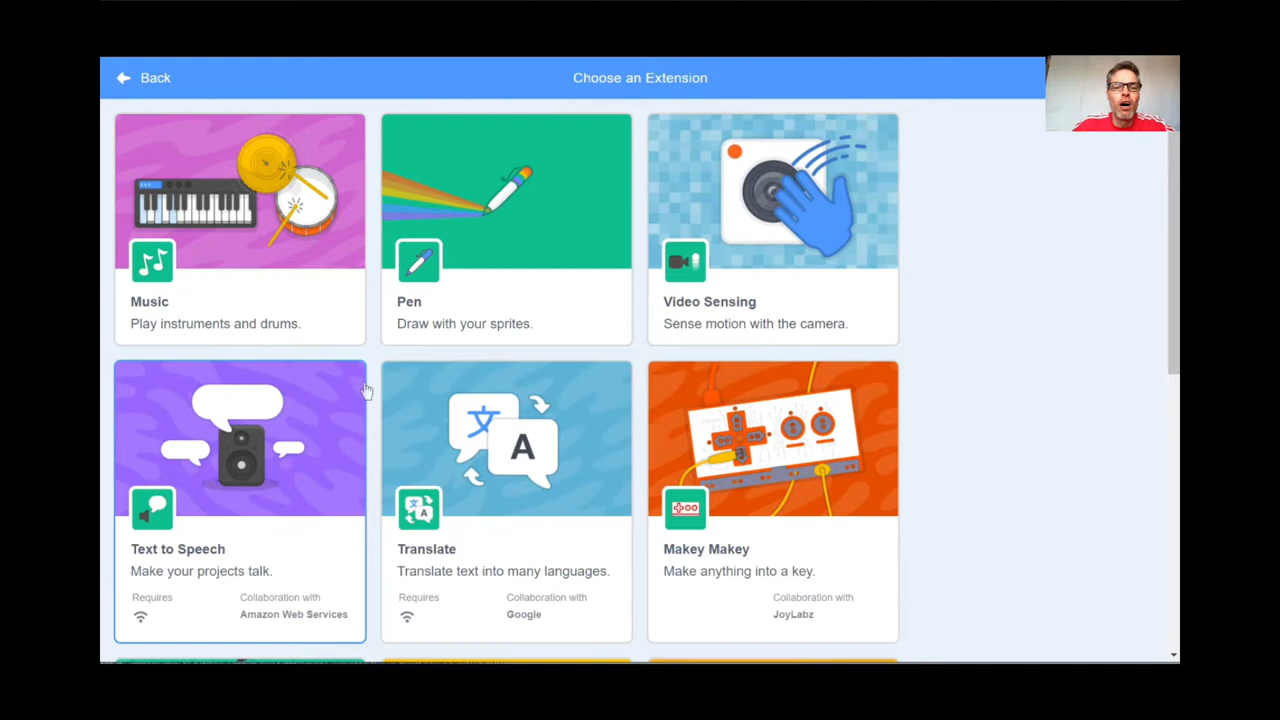 Back
Choose an Extension
Music
Play instruments and drums.
Pen
Draw with your sprites.
Video Sensing
Sense motion with the camera.
文
A
Text to Speech
Make your projects talk.
Requires
Collaboration with
Amazon Web Services
文
A
Translate
Translate text into many languages.
Requires
Collaboration with
Google
Makey Makey
Make anything into a key.
Collaboration with
JoyLabz